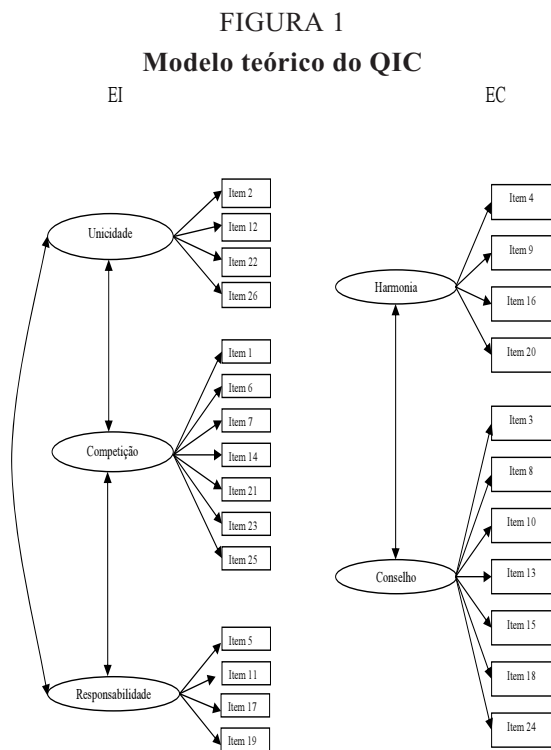 FIGURA 1
Modelo teórico do QIC
EI
EC
Unicidade
Item 2
Item 12
Item 22
Item 26
Competição
Item 1
Item 6
Item 7
Item 14
Item 21
Item 23
Item 25
Responsabilidade
Item 5
Item 11
Item 17
Item 19
Harmonia
Item 4
Item 9
Item 16
Item 20
Conselho
Item 3
Item 8
Item 10
Item 13
Item 15
Item 18
Item 24